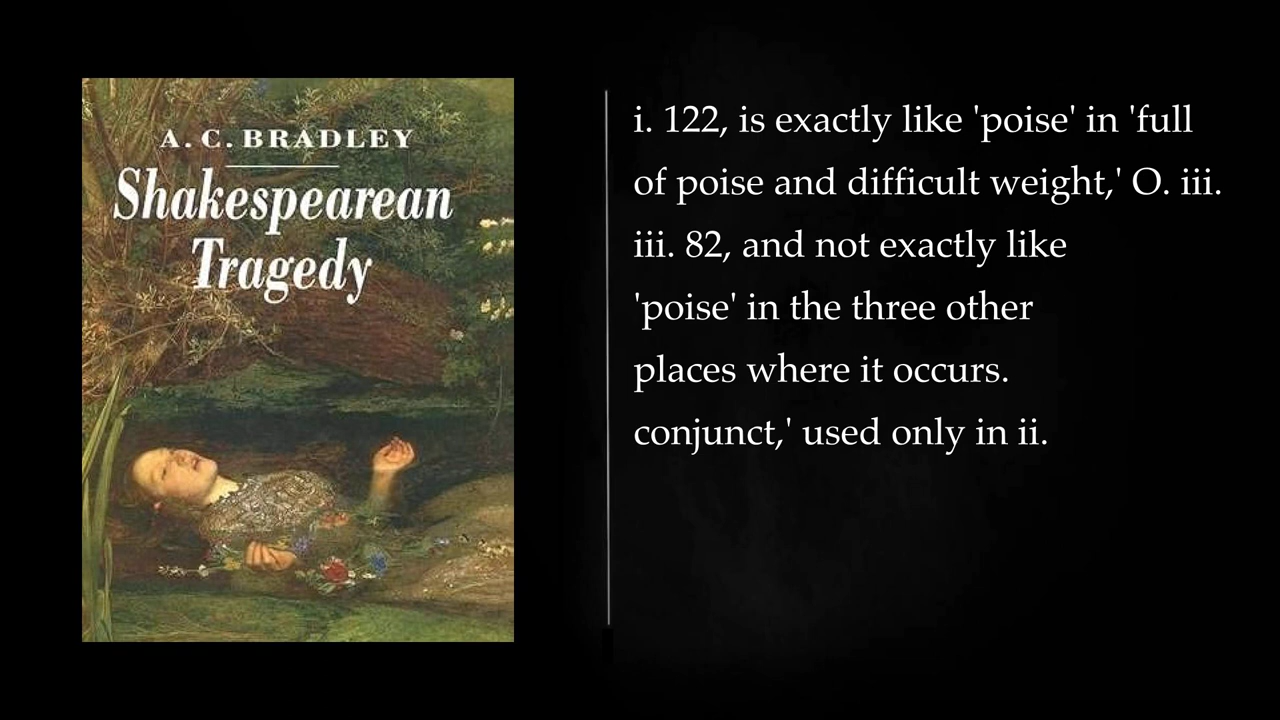 A. C. BRADLEY
Shakespearean
Tragedy
i. 122, is exactly like 'poise' in 'full
of poise and difficult weight,' O. iii.
iii. 82, and not exactly like
'poise' in the three other
places where it occurs.
conjunct,' used only in ii.